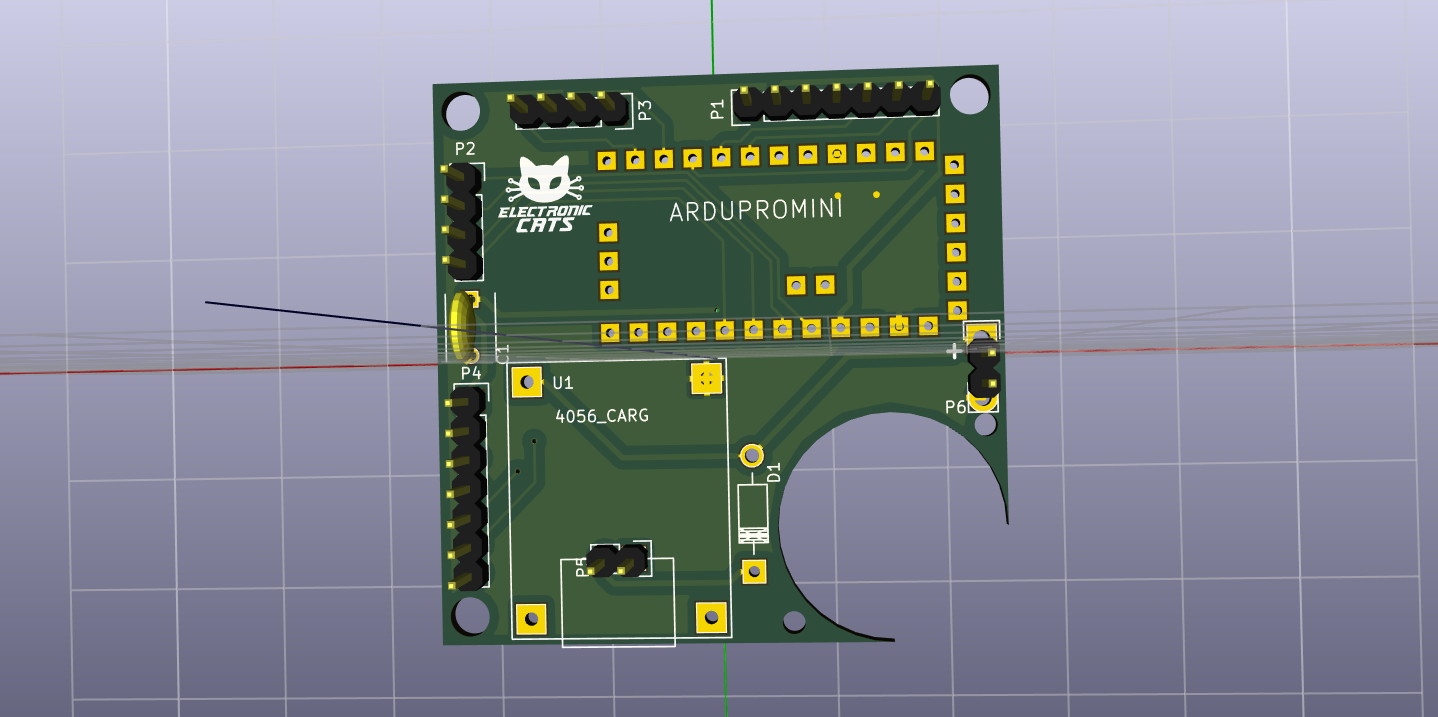 P3
P1
P2
ELECTRONIC
CATS
ARDUPROMINI
C1
P4
U1
4056_CARG
P6
D1
P5